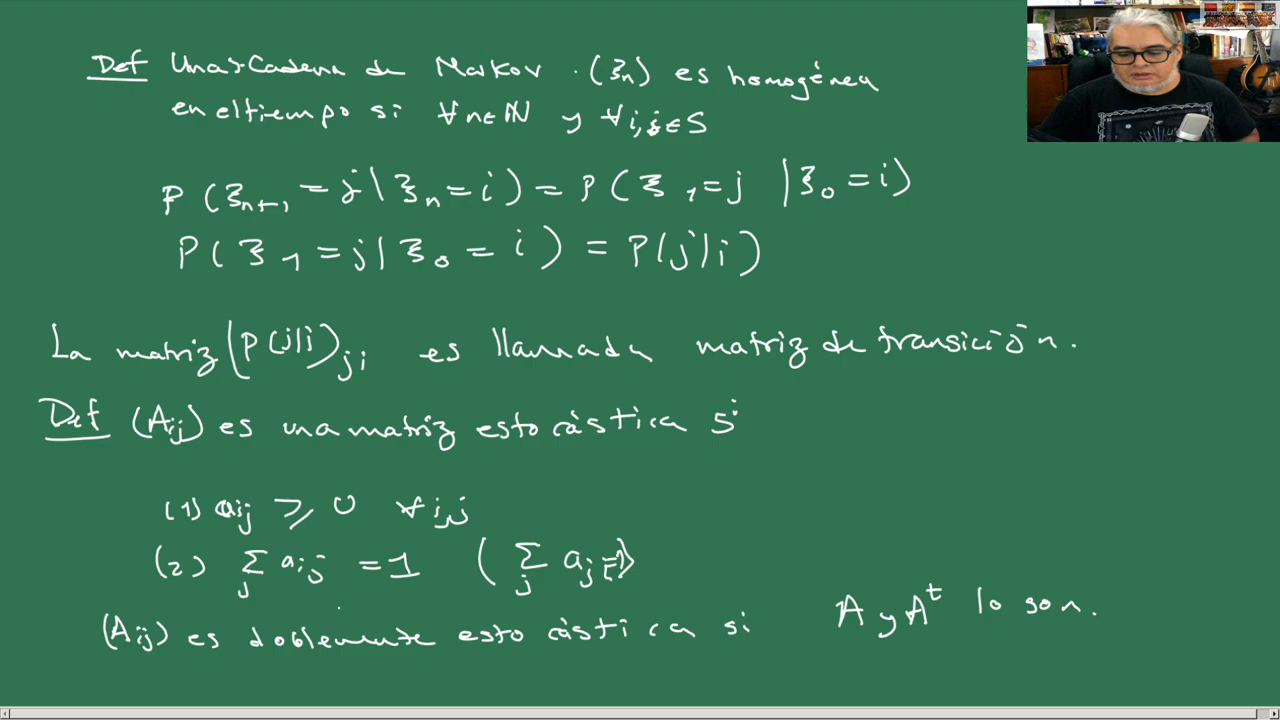 Def Una Cadena de Markov (ξn) es homogénea
en el tiempo si ∀n∈ℕ y ∀i,j∈S
P(ξn+1 = j | ξn = i) = P(ξ1 = j | ξ0 = i)
P(ξ1 = j | ξ0 = i) = P(j|i)
La matriz (P(j|i))ji es llamada matriz de transición.
Def (Aij) es una matriz estocástica si
(1) aij ≥ 0 ∀i,j
(2) Σj aij = 1 (Σj aji=1)
(Aij) es doblemente estocástica si A y A^t lo son.